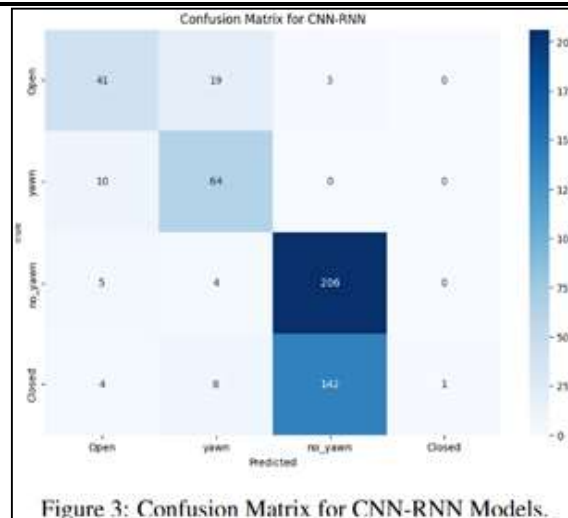 Confusion Matrix for CNN-RNN
Open 41 19 3 0
yawn 10 64 0 0
no_yawn 5 4 206 0
Closed 4 8 142 1
Open yawn no_yawn Closed
Predicted
0
25
50
75
Figure 3: Confusion Matrix for CNN-RNN Models.